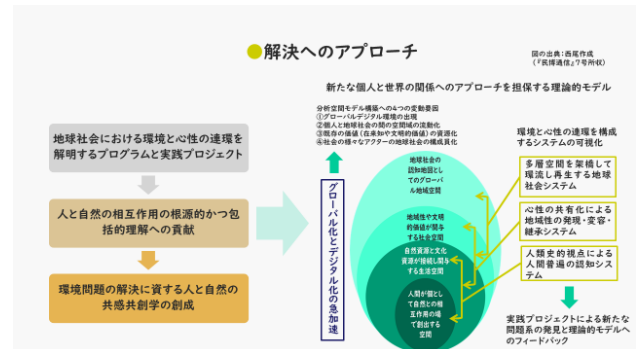 ●解決へのアプローチ
図の出典：西尾作成
(『民博通信』7号所収)
新たな個人と世界の関係へのアプローチを担保する理論的モデル
地球社会における環境と心性の連環を
解明するプログラムと実践プロジェクト
人と自然の相互作用の根源的かつ包
括的理解への貢献
環境問題の解決に資する人と自然の
共感共創学の創成
分析空間モデル構築への4つの変動要因
①グローバルデジタル環境の出現
②個人と地球社会の間の空間域の流動化
③既存の価値（在来知や文明的価値）の資源化
④社会の様々なアクターの地球社会の構成員化
グローバル化とデジタル化の急加速
地球社会の
認知地図とし
てのグローバ
ル地域空間
地域性や文明
的価値が関与
する社会空間
自然資源と文化
資源が接続し関与
する生活空間
人間が個とし
て自然との相
互作用の場
で創出する
空間
環境と心性の連環を構成
するシステムの可視化
多層空間を架橋して
環流し再生する地球
社会システム
心性の共有化による
地域性の発現・変容・
継承システム
人類史的視点による
人間普遍の認知シス
テム
実践プロジェクトによる新たな
問題系の発見と理論的モデル
へのフィードバック